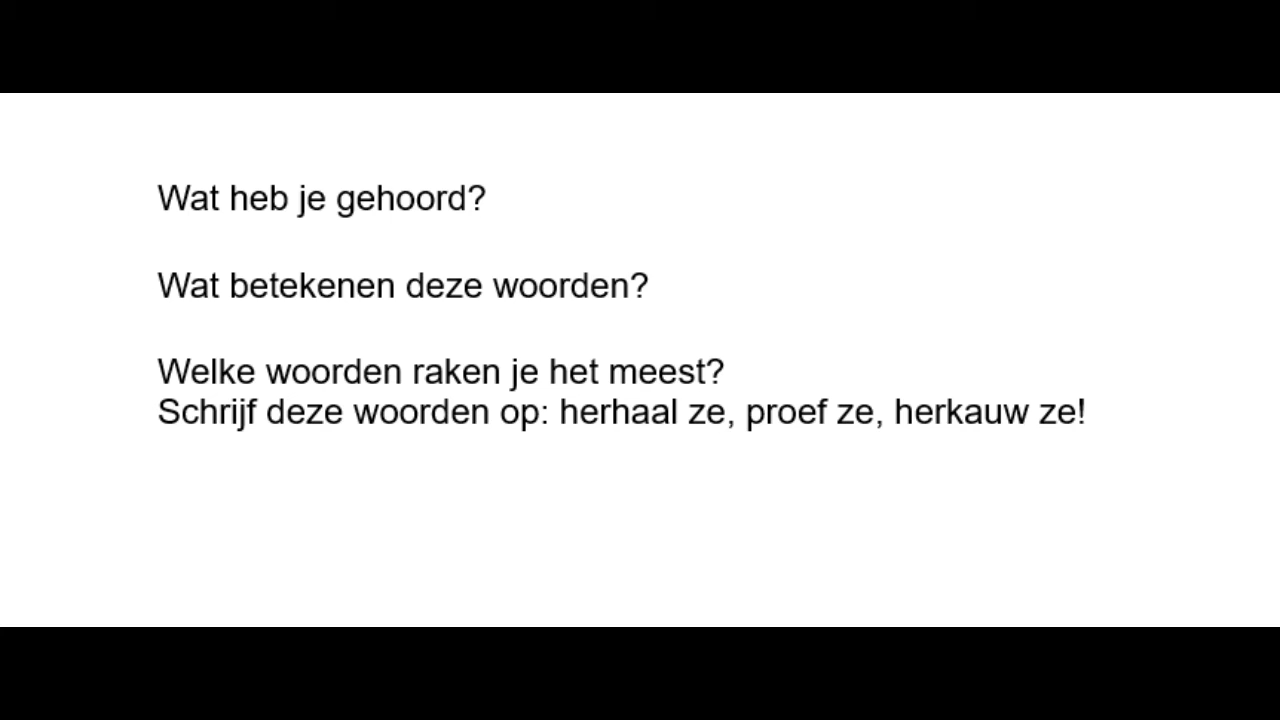 Wat heb je gehoord?
Wat betekenen deze woorden?
Welke woorden raken je het meest?
Schrijf deze woorden op: herhaal ze, proef ze, herkauw ze!